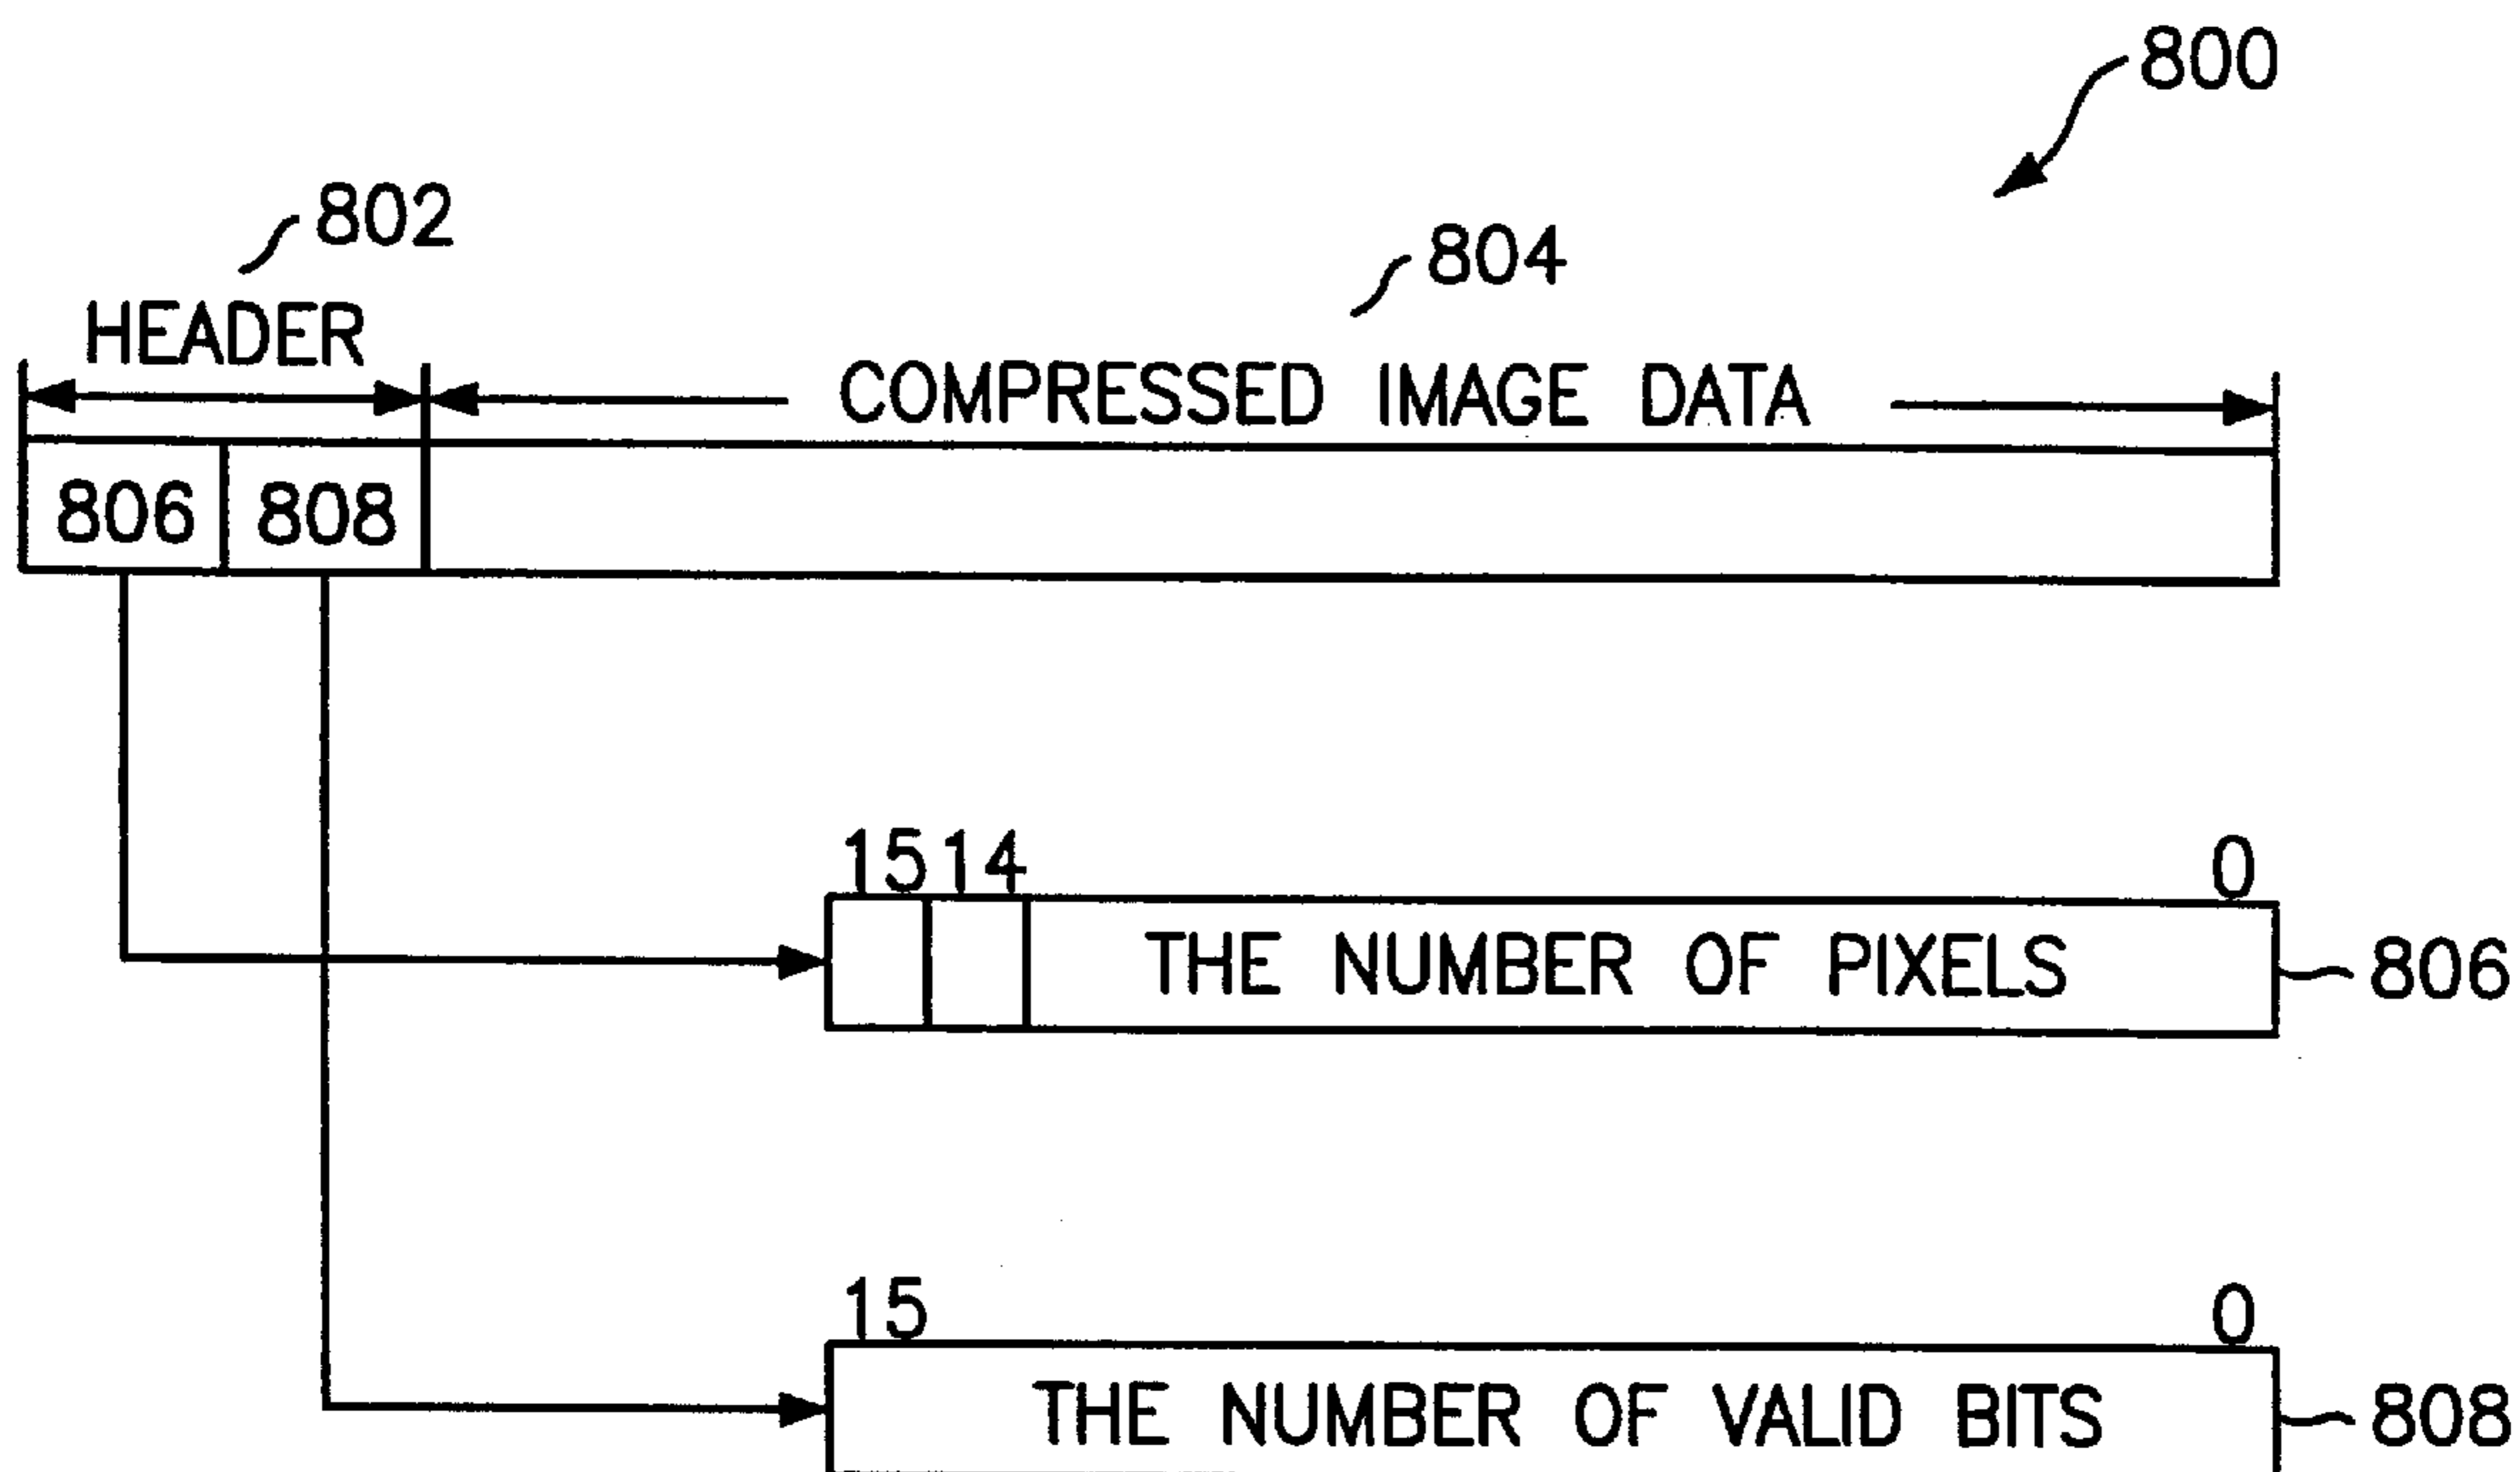 800
802
804
HEADER
COMPRESSED IMAGE DATA
806 808
15 14 0
THE NUMBER OF PIXELS
806
15 0
THE NUMBER OF VALID BITS
808